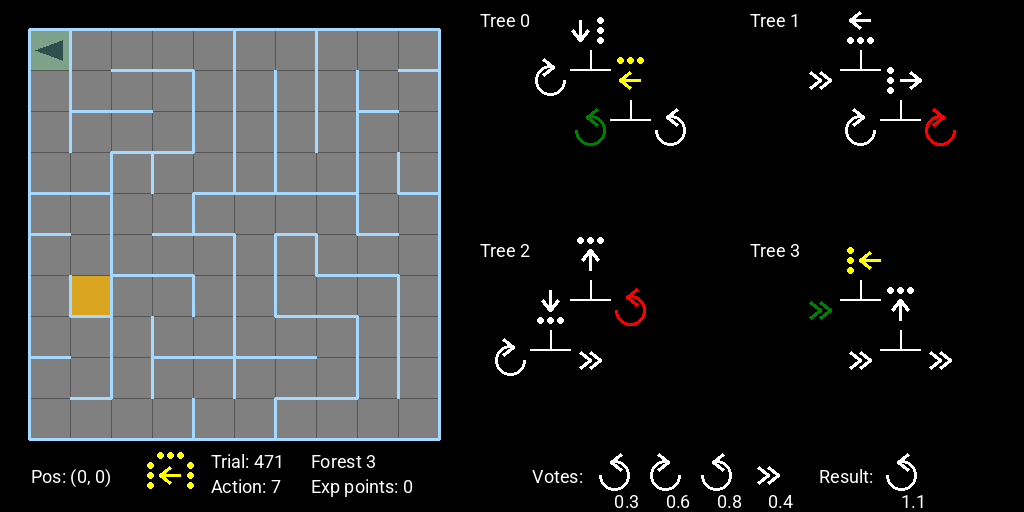 Tree 0
Tree 1
Tree 2
Tree 3
Pos: (0, 0)
Trial: 471
Forest 3
Action: 7
Exp points: 0
Votes:
0.3
0.6
0.8
0.4
Result:
1.1